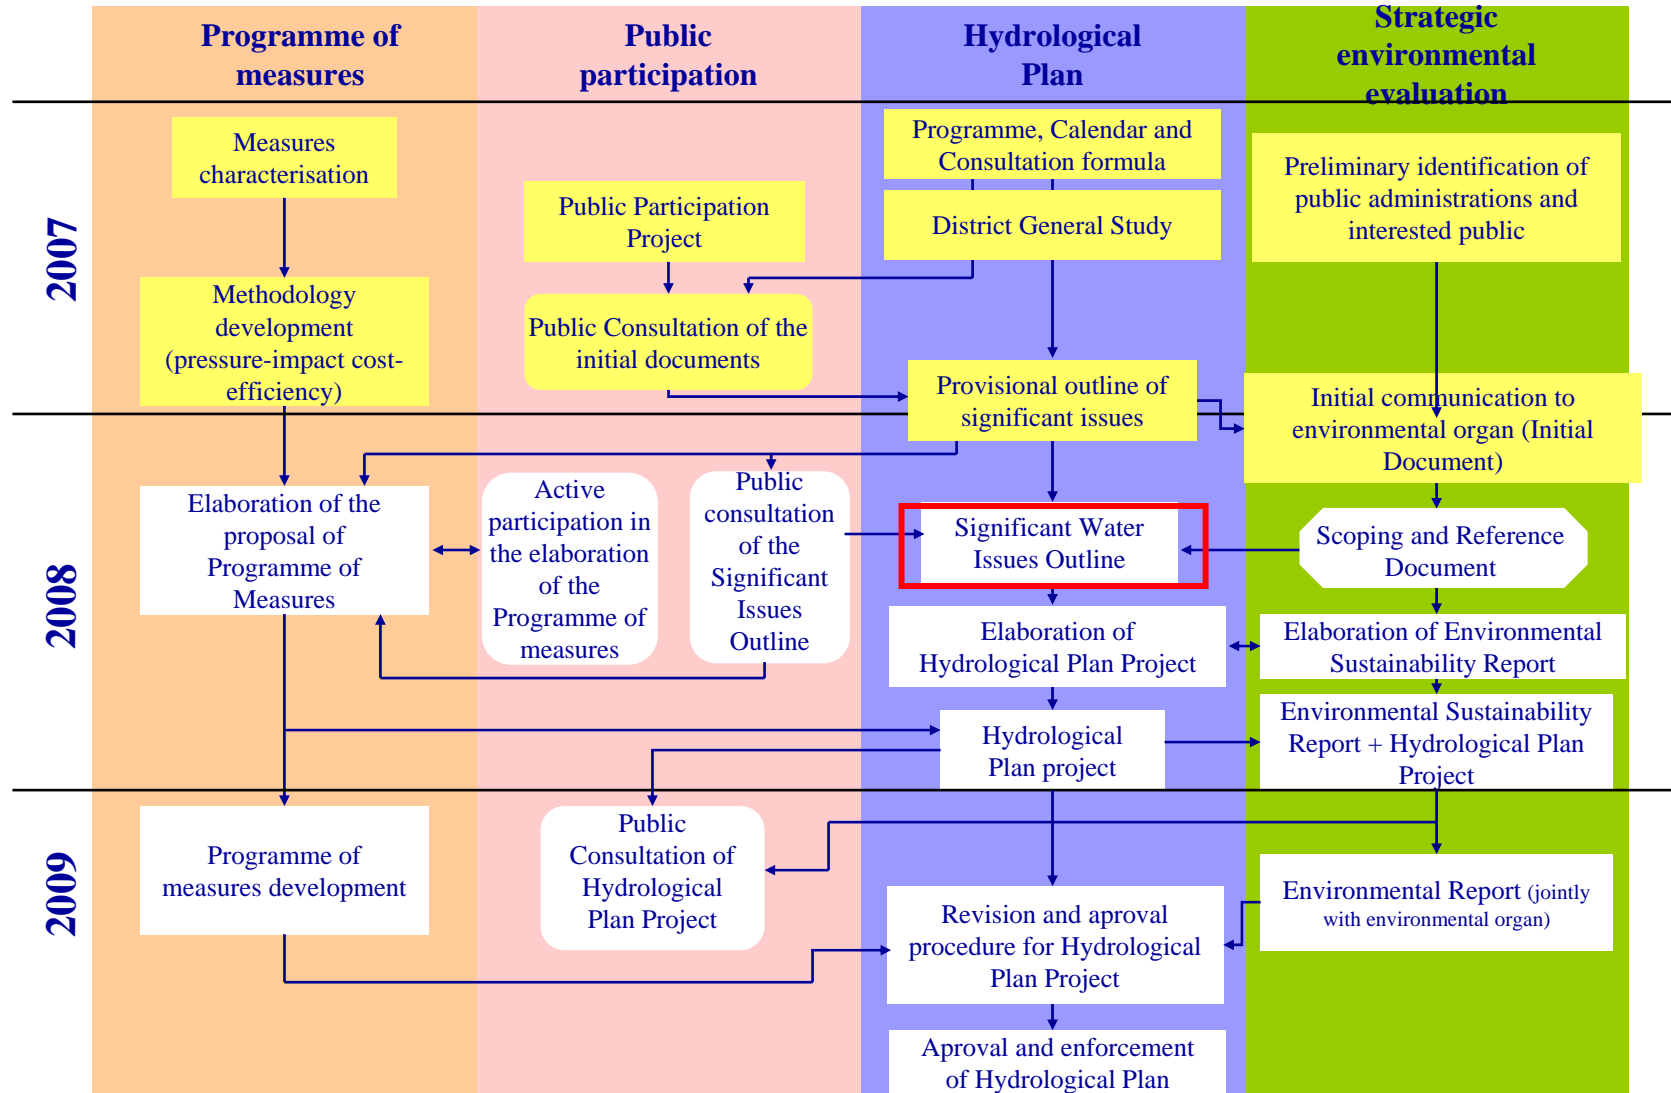 Programme of
measures
Public
participation
Hydrological
Plan
Strategic
environmental
evaluation
2007
Measures
characterisation
Public Participation
Project
Programme, Calendar and
Consultation formula
District General Study
Preliminary identification of
public administrations and
interested public
Methodology
development
(pressure-impact cost-
efficiency)
Public Consultation of the
initial documents
Provisional outline of
significant issues
Initial communication to
environmental organ (Initial
Document)
2008
Elaboration of the
proposal of
Programme of
Measures
Active
participation in
the elaboration
of the
Programme of
measures
Public
consultation
of the
Significant
Issues
Outline
Significant Water
Issues Outline
Scoping and Reference
Document
Elaboration of
Hydrological Plan Project
Elaboration of Environmental
Sustainability Report
Hydrological
Plan project
Environmental Sustainability
Report + Hydrological Plan
Project
2009
Programme of
measures development
Public
Consultation of
Hydrological
Plan Project
Revision and aproval
procedure for Hydrological
Plan Project
Environmental Report (jointly
with environmental organ)
Aproval and enforcement
of Hydrological Plan